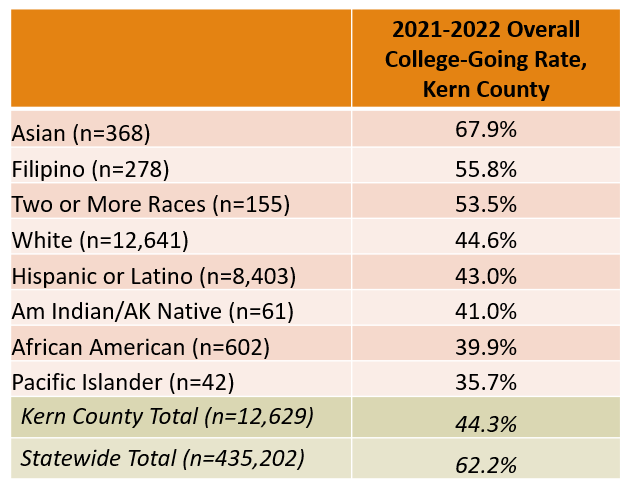 2021-2022 Overall
College-Going Rate,
Kern County
Asian (n=368) 67.9%
Filipino (n=278) 55.8%
Two or More Races (n=155) 53.5%
White (n=12,641) 44.6%
Hispanic or Latino (n=8,403) 43.0%
Am Indian/AK Native (n=61) 41.0%
African American (n=602) 39.9%
Pacific Islander (n=42) 35.7%
Kern County Total (n=12,629) 44.3%
Statewide Total (n=435,202) 62.2%